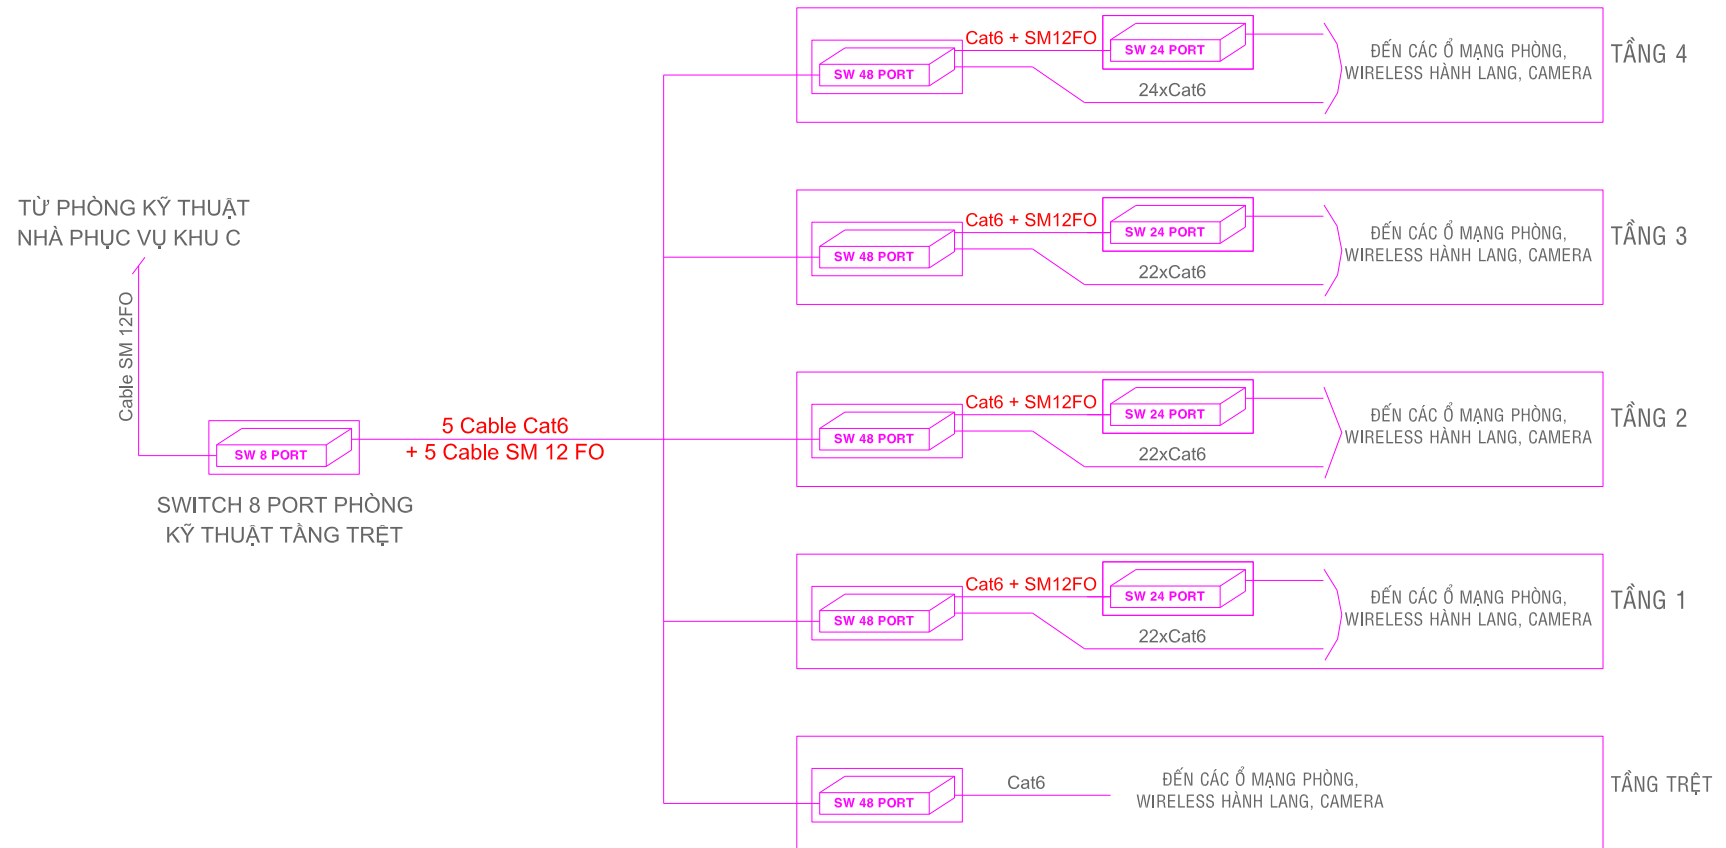 TỪ PHÒNG KỸ THUẬT
NHÀ PHỤC VỤ KHU C
Cable SM 12FO
SW 8 PORT
SWITCH 8 PORT PHÒNG
KỸ THUẬT TẦNG TRỆT
5 Cable Cat6
+ 5 Cable SM 12 FO
SW 48 PORT
Cat6 + SM12FO
SW 24 PORT
24xCat6
ĐẾN CÁC Ổ MẠNG PHÒNG,
WIRELESS HÀNH LANG, CAMERA
TẦNG 4
SW 48 PORT
Cat6 + SM12FO
SW 24 PORT
22xCat6
ĐẾN CÁC Ổ MẠNG PHÒNG,
WIRELESS HÀNH LANG, CAMERA
TẦNG 3
SW 48 PORT
Cat6 + SM12FO
SW 24 PORT
22xCat6
ĐẾN CÁC Ổ MẠNG PHÒNG,
WIRELESS HÀNH LANG, CAMERA
TẦNG 2
SW 48 PORT
Cat6 + SM12FO
SW 24 PORT
22xCat6
ĐẾN CÁC Ổ MẠNG PHÒNG,
WIRELESS HÀNH LANG, CAMERA
TẦNG 1
SW 48 PORT
Cat6
ĐẾN CÁC Ổ MẠNG PHÒNG,
WIRELESS HÀNH LANG, CAMERA
TẦNG TRỆT